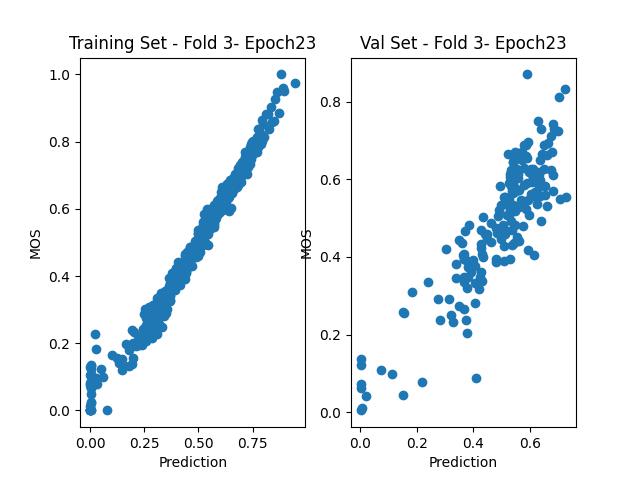 Training Set - Fold 3- Epoch23
1.0
0.8
0.6
0.4
0.2
0.0
MOS
0.00 0.25 0.50 0.75
Prediction
Val Set - Fold 3- Epoch23
0.8
0.6
0.4
0.2
0.0
MOS
0.0 0.2 0.4 0.6
Prediction